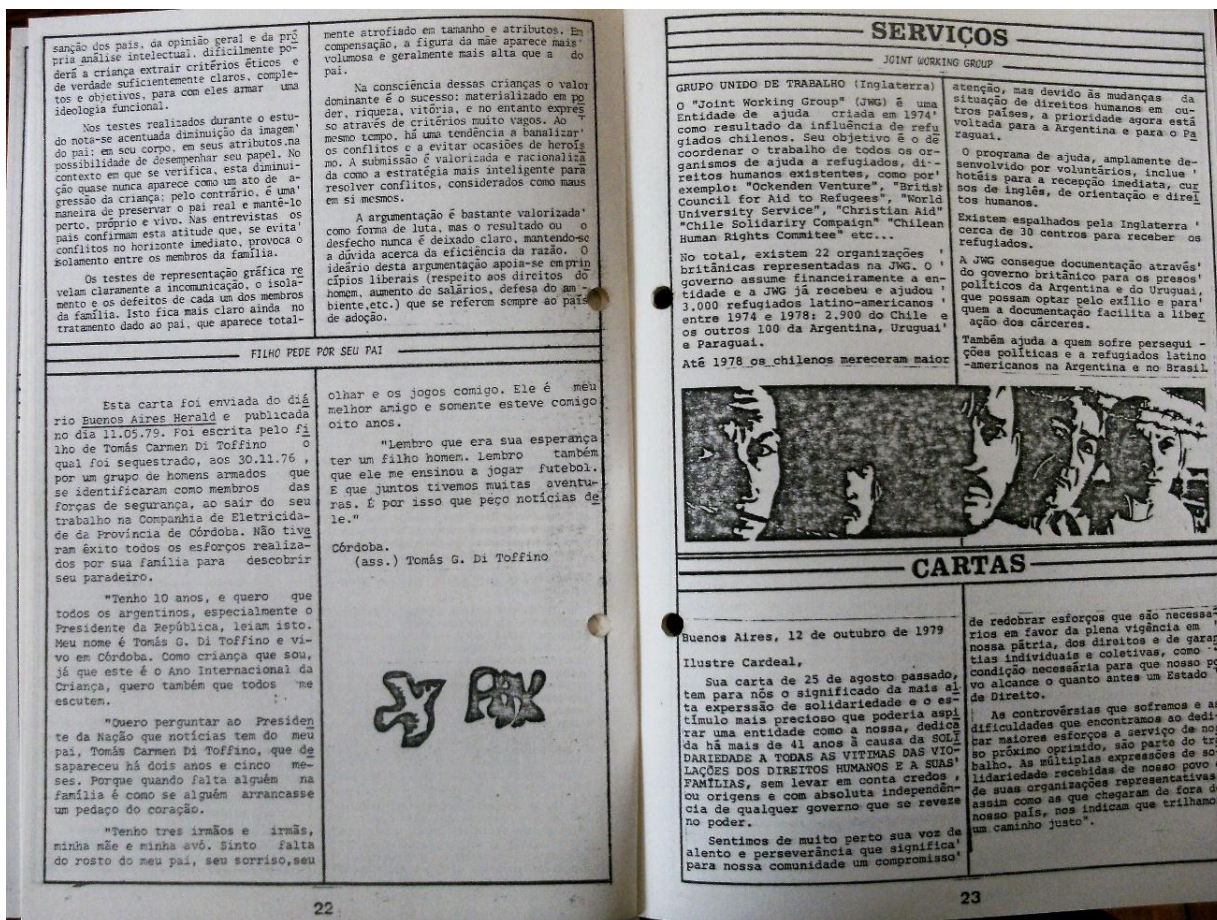 sanção dos pais, da opinião geral e da pró
pria análise intelectual, dificilmente po-
derá a criança extrair critérios éticos e
de verdade suficientemente claros, comple-
tos e objetivos, para com eles armar uma
ideologia funcional.
Nos testes realizados durante o estu-
do nota-se acentuada diminuição da imagem'
do pai: em seu corpo, em seus atributos,na
possibilidade de desempenhar seu papel. No
contexto em que se verifica, esta diminui-
ção quase nunca aparece como um ato de a-
gressão da criança; pelo contrário, é uma'
maneira de preservar o pai real e mantê-lo
perto, próprio e vivo. Nas entrevistas os
pais confirmam esta atitude que, se evita'
conflitos no horizonte imediato, provoca o
isolamento entre os membros da família.
Os testes de representação gráfica re
velam claramente a incomunicação, o isola-
mento e os defeitos de cada um dos membros
da família. Isto fica mais claro ainda no
tratamento dado ao pai, que aparece total-
mente atrofiado em tamanho e atributos. Em
compensação, a figura da mãe aparece mais'
volumosa e geralmente mais alta que a do
pai.
Na consciência dessas crianças o valor
dominante é o sucesso: materializado em po
der, riqueza, vitória, e no entanto expres
so através de critérios muito vagos. Ao
mesmo tempo, há uma tendência a banalizar'
os conflitos e a evitar ocasiões de herois
mo. A submissão é valorizada e racionaliza
da como a estratégia mais inteligente para
resolver conflitos, considerados como maus
em si mesmos.
A argumentação é bastante valorizada'
como forma de luta, mas o resultado ou o
desfecho nunca é deixado claro, mantendo-se
a dúvida acerca da eficiência da razão. O
ideário desta argumentação apoia-se em prin
cípios liberais (respeito aos direitos do
homem, aumento de salários, defesa do am-
biente,etc.) que se referem sempre ao país
de adoção.
FILHO PEDE POR SEU PAI
Esta carta foi enviada do diá
rio Buenos Aires Herald e publicada
no dia 11.05.79. Foi escrita pelo fi
lho de Tomás Carmen Di Toffino o
qual foi sequestrado, aos 30.11.76 ,
por um grupo de homens armados que
se identificaram como membros das
forças de segurança, ao sair do seu
trabalho na Companhia de Eletricida-
de da Província de Córdoba. Não tive
ram êxito todos os esforços realiza-
dos por sua família para descobrir
seu paradeiro.
"Tenho 10 anos, e quero que
todos os argentinos, especialmente o
Presidente da República, leiam isto.
Meu nome é Tomás G. Di Toffino e vi-
vo em Córdoba. Como criança que sou,
já que este é o Ano Internacional da
Criança, quero também que todos me
escutem.
"Quero perguntar ao Presiden
te da Nação que notícias tem do meu
pai, Tomás Carmen Di Toffino, que de
sapareceu há dois anos e cinco me-
ses. Porque quando falta alguém na
família é como se alguém arrancasse
um pedaço do coração.
"Tenho tres irmãos e irmãs,
minha mãe e minha avó. Sinto falta
do rosto do meu pai, seu sorriso,seu
olhar e os jogos comigo. Ele é meu
melhor amigo e somente esteve comigo
oito anos.
"Lembro que era sua esperança
ter um filho homem. Lembro também
que ele me ensinou a jogar futebol.
E que juntos tivemos muitas aventu-
ras. É por isso que peço notícias de
le."
Córdoba.
(ass.) Tomás G. Di Toffino
PAX
22
SERVIÇOS
JOINT WORKING GROUP
GRUPO UNIDO DE TRABALHO (Inglaterra)
O "Joint Working Group" (JWG) é uma
Entidade de ajuda criada em 1974'
como resultado da influência de refu
giados chilenos. Seu objetivo é o de
coordenar o trabalho de todos os or-
ganismos de ajuda a refugiados, di-
reitos humanos existentes, como por'
exemplo: "Ockenden Venture", "British
Council for Aid to Refugees", "World
University Service", "Christian Aid"
"Chile Solidariry Compaign" "Chilean
Human Rights Commitee" etc...
No total, existem 22 organizações
britânicas representadas na JWG. O '
governo assume financeiramente a en-
tidade e a JWG já recebeu e ajudou '
3.000 refugiados latino-americanos '
entre 1974 e 1978: 2.900 do Chile e
os outros 100 da Argentina, Uruguai'
e Paraguai.
Até 1978 os chilenos mereceram maior
atenção, mas devido às mudanças da
situação de direitos humanos em ou-
tros países, a prioridade agora está
voltada para a Argentina e para o Pa
raguai.
O programa de ajuda, amplamente de-
senvolvido por voluntários, inclue '
hotéis para a recepção imediata, cur
sos de inglês, de orientação e direi
tos humanos.
Existem espalhados pela Inglaterra '
cerca de 30 centros para receber os
refugiados.
A JWG consegue documentação através'
do governo britânico para os presos'
políticos da Argentina e do Uruguai,
que possam optar pelo exílio e para'
quem a documentação facilita a liber
ação dos cárceres.
Também ajuda a quem sofre persegui -
ções políticas e a refugiados latino
-americanos na Argentina e no Brasil
CARTAS
Buenos Aires, 12 de outubro de 1979
Ilustre Cardeal,
Sua carta de 25 de agosto passado,
tem para nós o significado da mais al
ta experssão de solidariedade e o es-
tímulo mais precioso que poderia aspi
rar uma entidade como a nossa, dedica
da há mais de 41 anos à causa da SOLI
DARIEDADE A TODAS AS VITIMAS DAS VIO-
LAÇÕES DOS DIREITOS HUMANOS E A SUAS'
FAMÍLIAS, sem levar em conta credos ,
ou origens e com absoluta independên-
cia de qualquer governo que se reveze
no poder.
Sentimos de muito perto sua voz de
alento e perseverância que significa'
para nossa comunidade um compromisso'
de redobrar esforços que são necessá-
rios em favor da plena vigência em
nossa pátria, dos direitos e de garan
tias individuais e coletivas, como
condição necessária para que nosso po
vo alcance o quanto antes um Estado
de Direito.
As controvérsias que sofremos e as
dificuldades que encontramos ao dedi-
car maiores esforços a serviço de nos
so próximo oprimido, são parte do tra
balho. As múltiplas expressões de so-
lidariedade recebidas de nosso povo e
de suas organizações representativas
assim como as que chegaram de fora do
nosso país, nos indicam que trilhamos
um caminho justo".
23